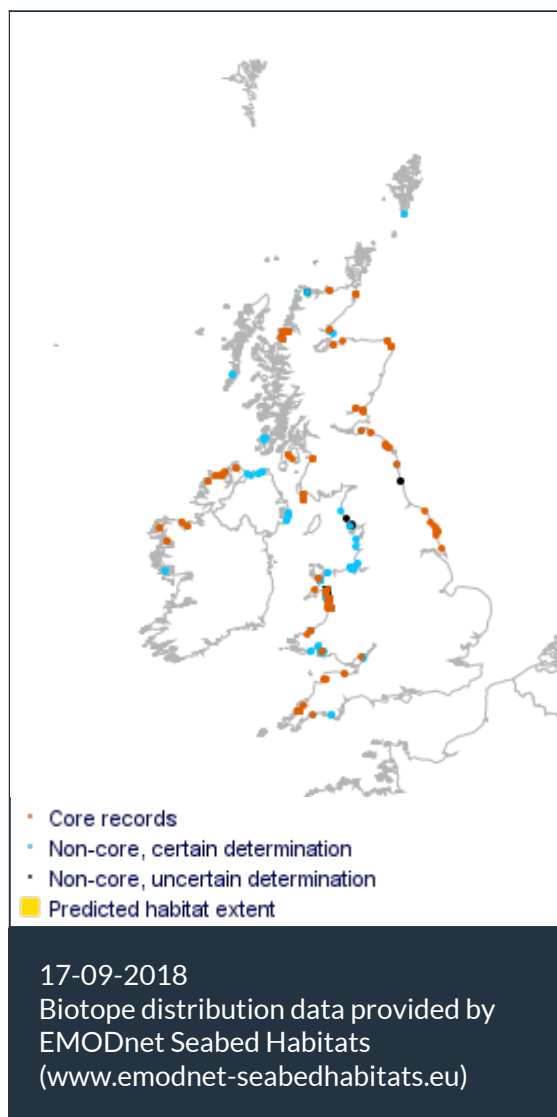 Core records
Non-core, certain determination
Non-core, uncertain determination
Predicted habitat extent
17-09-2018
Biotope distribution data provided by
EMODnet Seabed Habitats
(www.emodnet-seabedhabitats.eu)